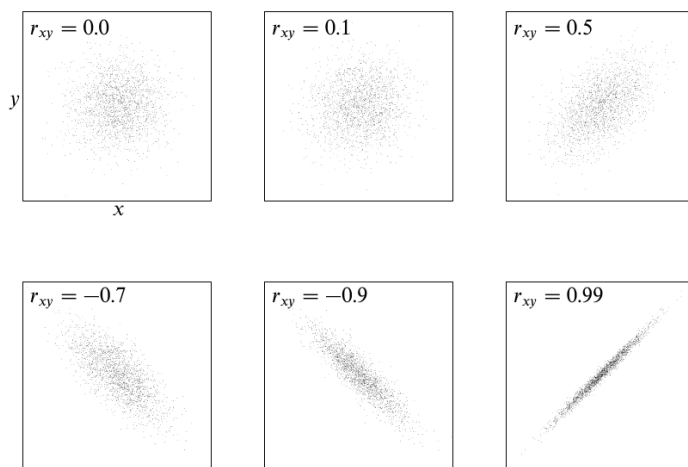 r_xy = 0.0
r_xy = 0.1
r_xy = 0.5
y
x
r_xy = −0.7
r_xy = −0.9
r_xy = 0.99